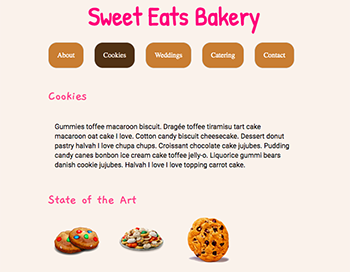 Sweet Eats Bakery
About Cookies Weddings Catering Contact
Cookies
Gummies toffee macaroon biscuit. Dragée toffee tiramisu tart cake
macaroon oat cake I love. Cotton candy biscuit cheesecake. Dessert donut
pastry halvah I love chupa chups. Croissant chocolate cake jujubes. Pudding
candy canes bonbon ice cream cake toffee jelly-o. Liquorice gummi bears
danish cookie jujubes. Halvah I love I love topping carrot cake.
State of the Art